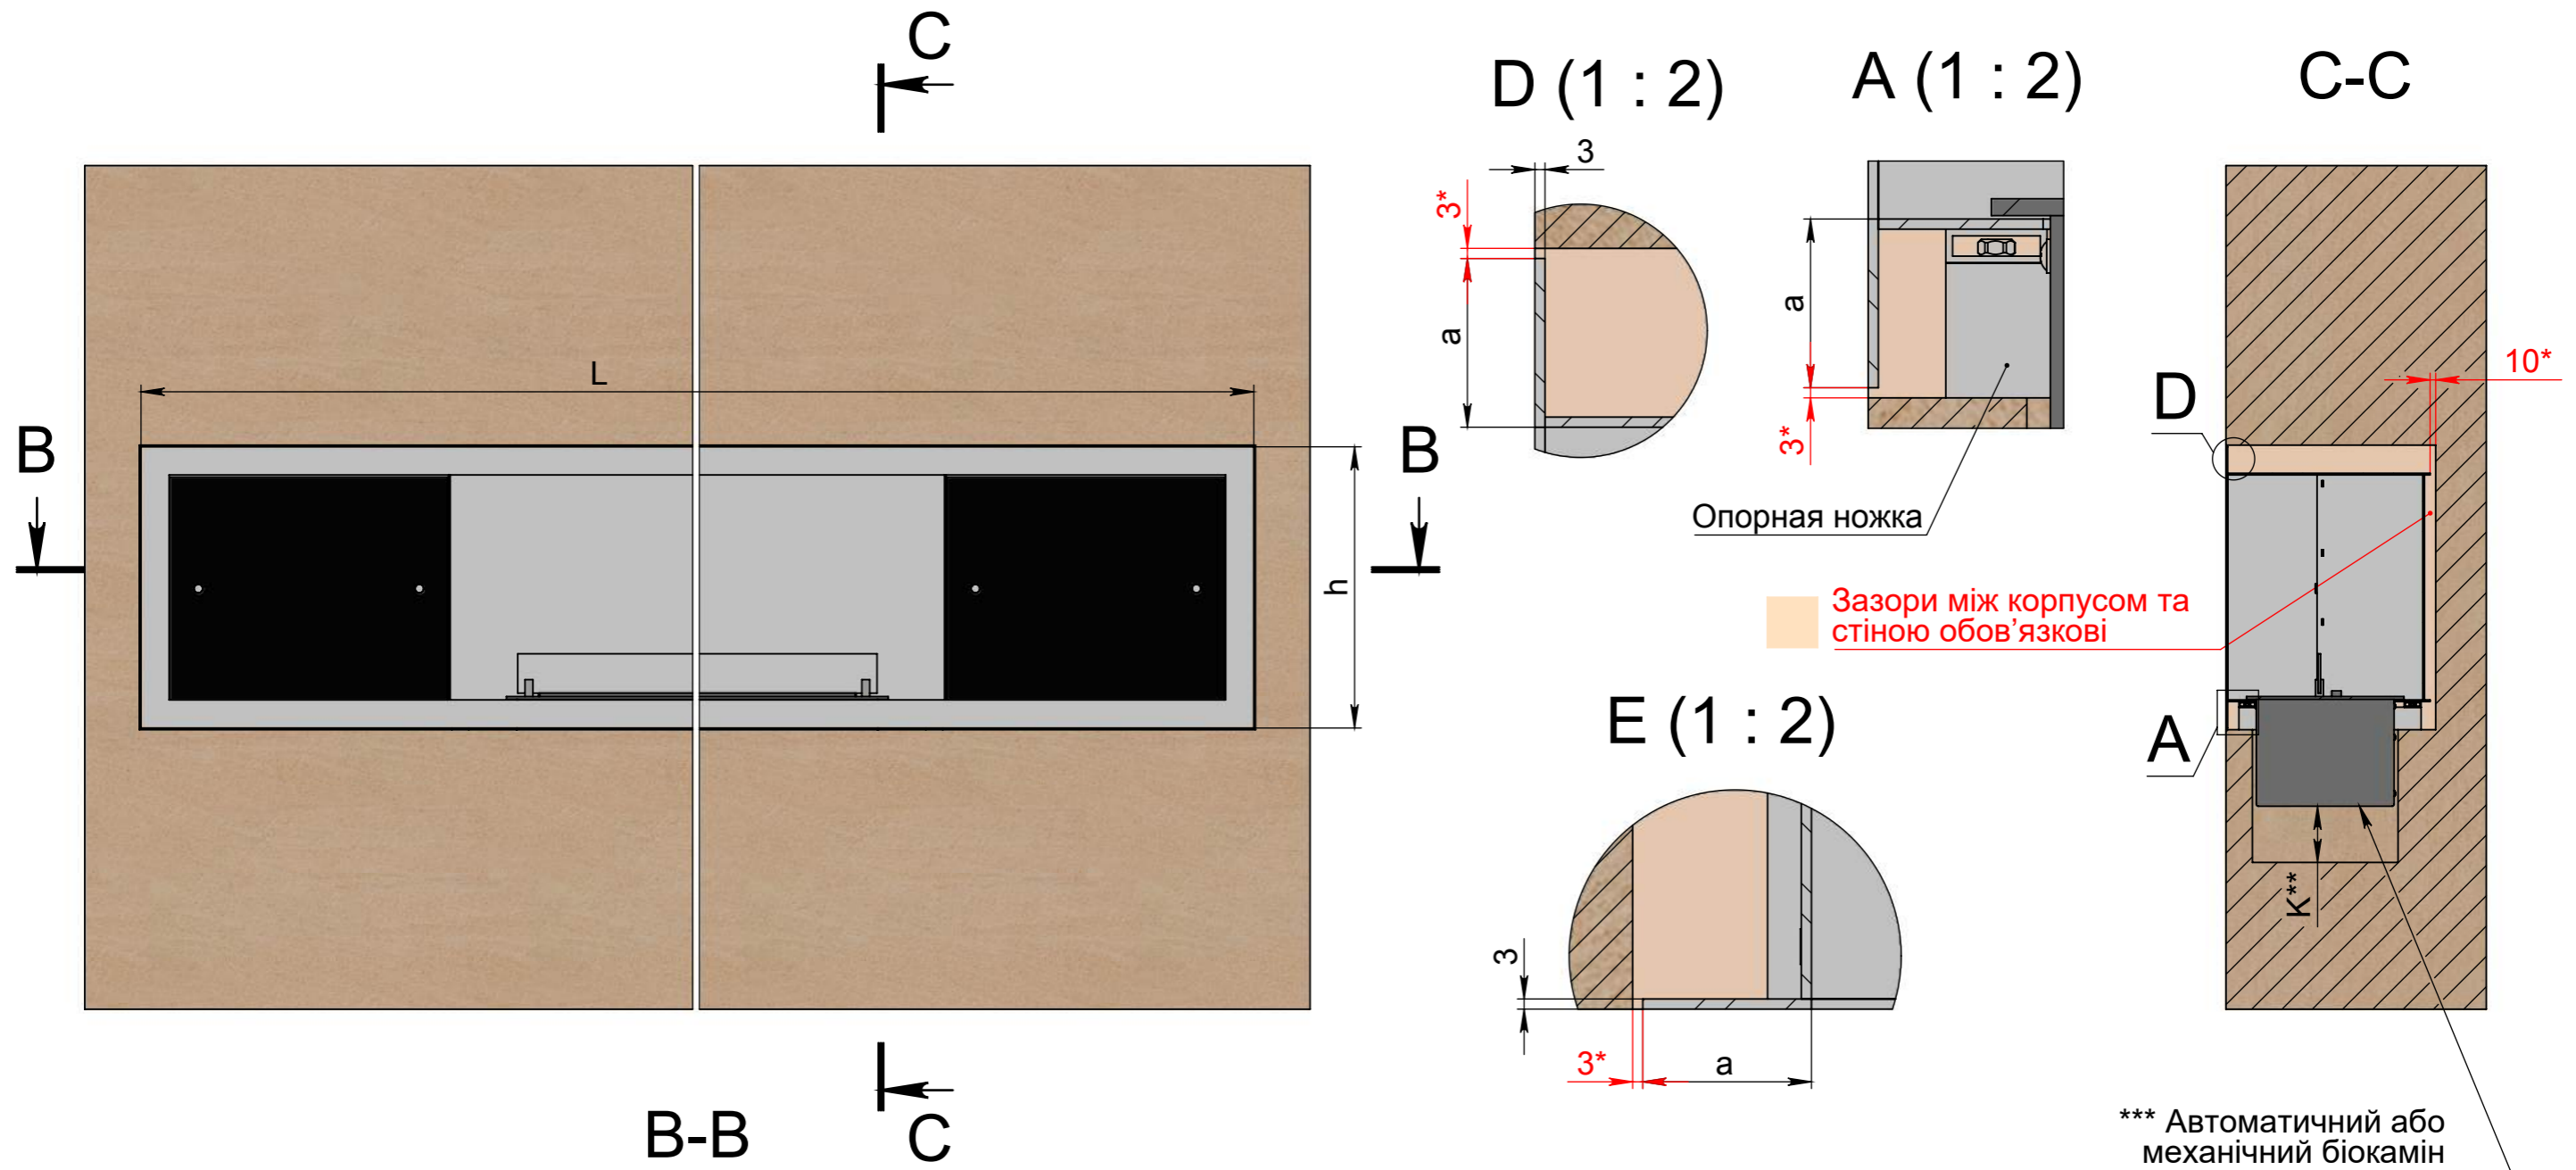 C
D (1 : 2)
A (1 : 2)
C-C
3
3*
a
a
3*
Опорная ножка
L
B
B
h
D
10*
Зазори між корпусом та
стіною обов’язкові
A
E (1 : 2)
K**
3
3*
a
B-B
C
*** Автоматичний або
механічний біокамін